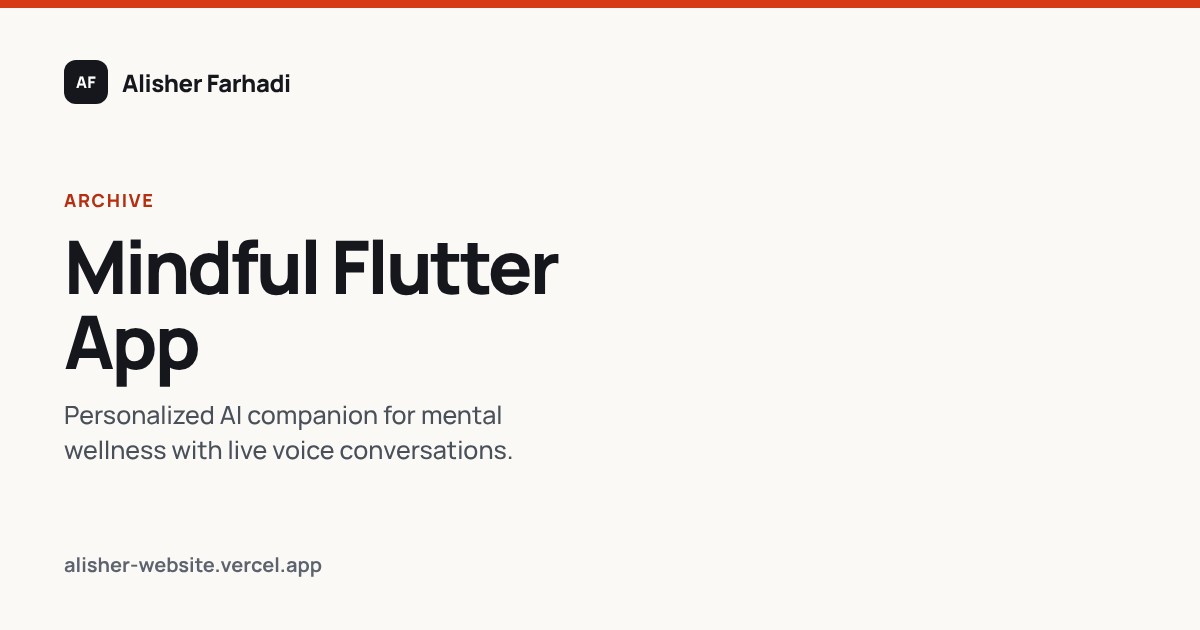 AF
Alisher Farhadi
ARCHIVE
Mindful Flutter
App
Personalized AI companion for mental
wellness with live voice conversations.
alisher-website.vercel.app